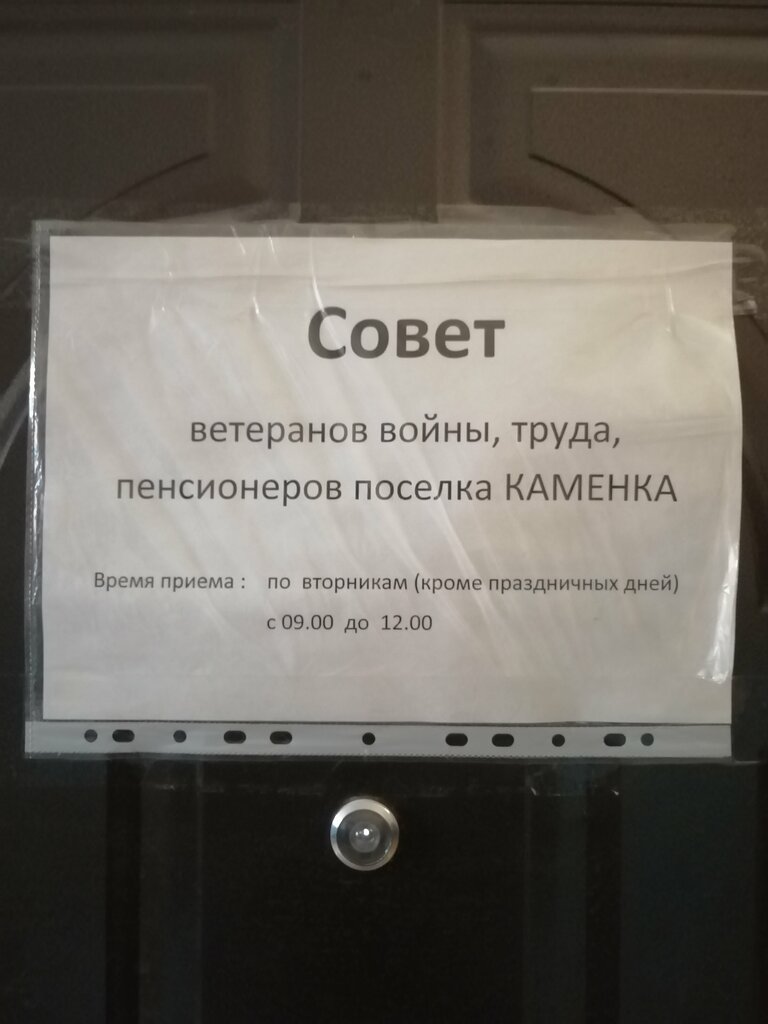 Совет
ветеранов войны, труда,
пенсионеров поселка КАМЕНКА
Время приема : по вторникам (кроме праздничных дней)
с 09.00 до 12.00